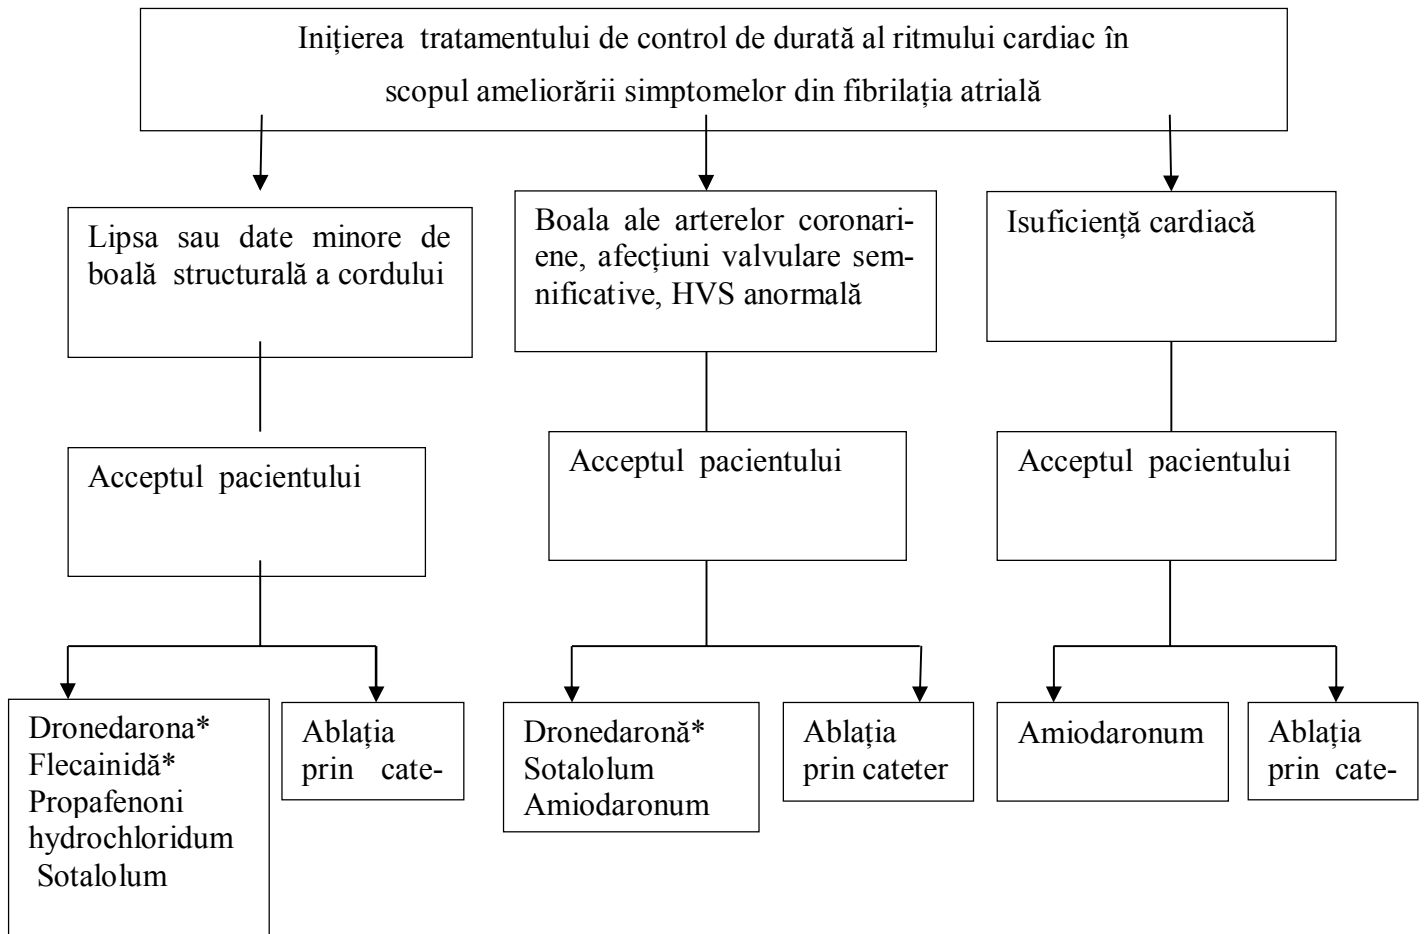 Inițierea tratamentului de control de durată al ritmului cardiac în
scopul ameliorării simptomelor din fibrilația atrială
Lipsa sau date minore de
boală structurală a cordului
Boala ale arterelor coronari-
ene, afecțiuni valvulare sem-
nificative, HVS anormală
Isuficiență cardiacă
Acceptul pacientului
Acceptul pacientului
Acceptul pacientului
Dronedarona*
Flecainidă*
Propafenoni
hydrochloridum
Sotalolum
Ablația
prin cate-
Dronedaronă*
Sotalolum
Amiodaronum
Ablația
prin cateter
Amiodaronum
Ablația
prin cate-